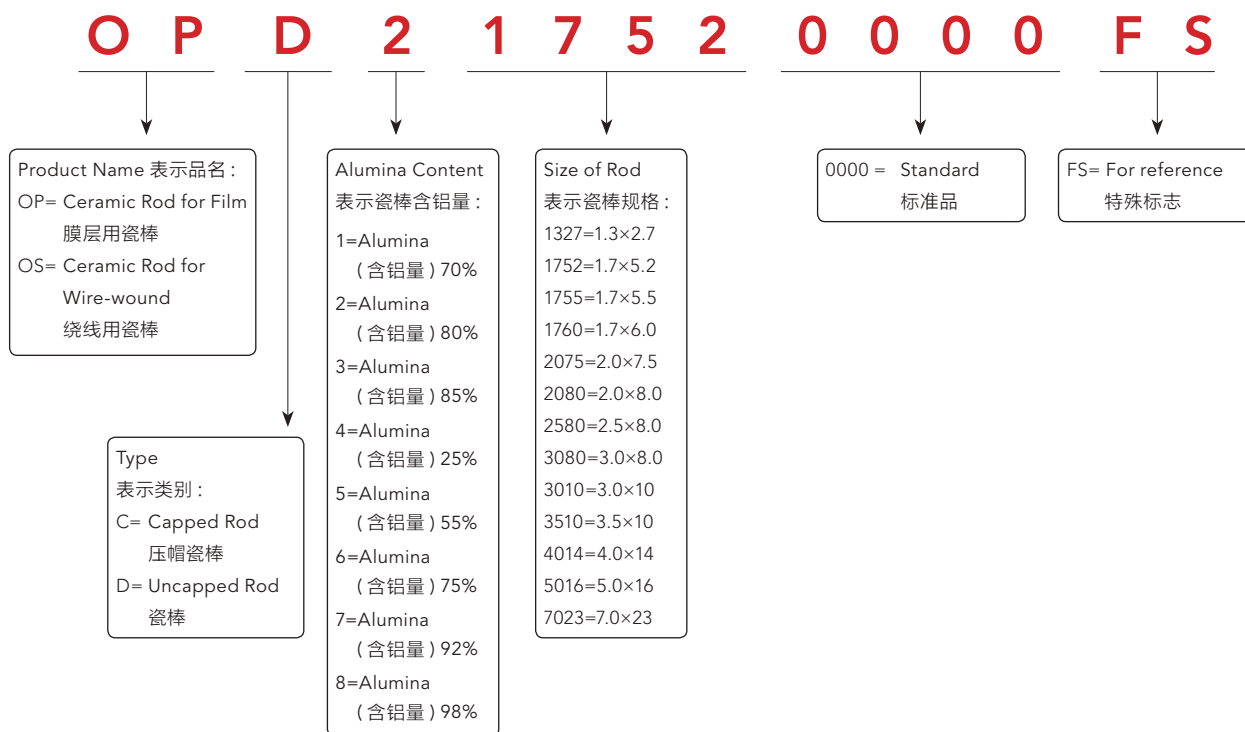 O P D 2 1 7 5 2 0 0 0 0 F S
Product Name 表示品名 :
OP= Ceramic Rod for Film
膜层用瓷棒
OS= Ceramic Rod for
Wire-wound
绕线用瓷棒
Type
表示类别 :
C= Capped Rod
压帽瓷棒
D= Uncapped Rod
瓷棒
Alumina Content
表示瓷棒含铝量 :
1=Alumina
( 含铝量 ) 70%
2=Alumina
( 含铝量 ) 80%
3=Alumina
( 含铝量 ) 85%
4=Alumina
( 含铝量 ) 25%
5=Alumina
( 含铝量 ) 55%
6=Alumina
( 含铝量 ) 75%
7=Alumina
( 含铝量 ) 92%
8=Alumina
( 含铝量 ) 98%
Size of Rod
表示瓷棒规格 :
1327=1.3×2.7
1752=1.7×5.2
1755=1.7×5.5
1760=1.7×6.0
2075=2.0×7.5
2080=2.0×8.0
2580=2.5×8.0
3080=3.0×8.0
3010=3.0×10
3510=3.5×10
4014=4.0×14
5016=5.0×16
7023=7.0×23
0000 = Standard
标准品
FS= For reference
特殊标志